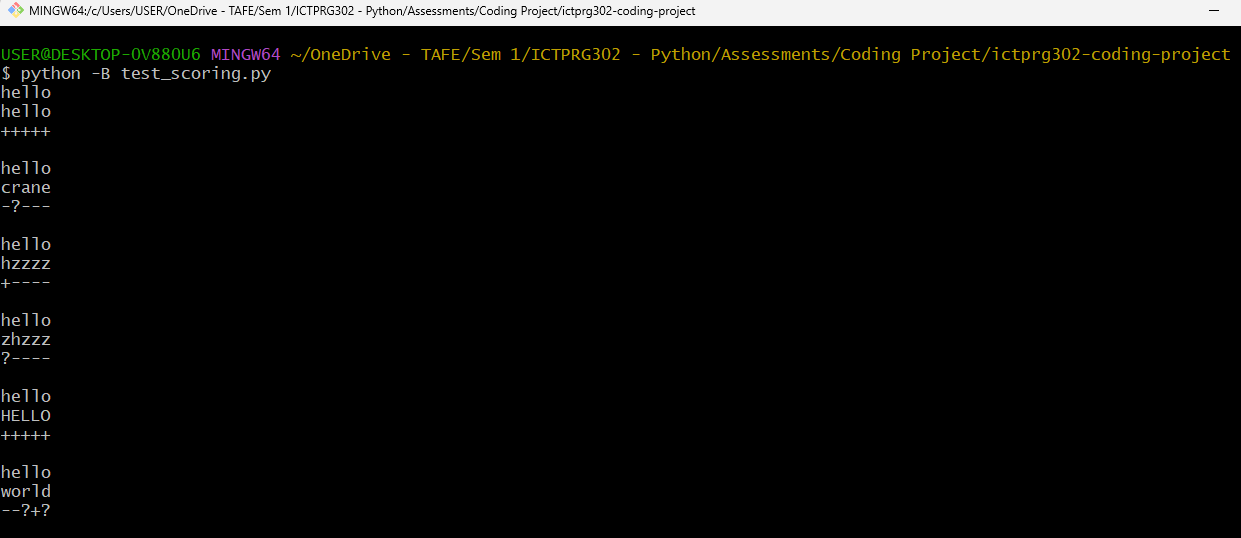 MINGW64:/c/Users/USER/OneDrive - TAFE/Sem 1/ICTPRG302 - Python/Assessments/Coding Project/ictprg302-coding-project
USER@DESKTOP-OV880U6 MINGW64 ~/OneDrive - TAFE/Sem 1/ICTPRG302 - Python/Assessments/Coding Project/ictprg302-coding-project
$ python -B test_scoring.py
hello
hello
+++++
hello
crane
-?---
hello
hzzzz
+----
hello
zhzzz
?----
hello
HELLO
+++++
hello
world
--?+?